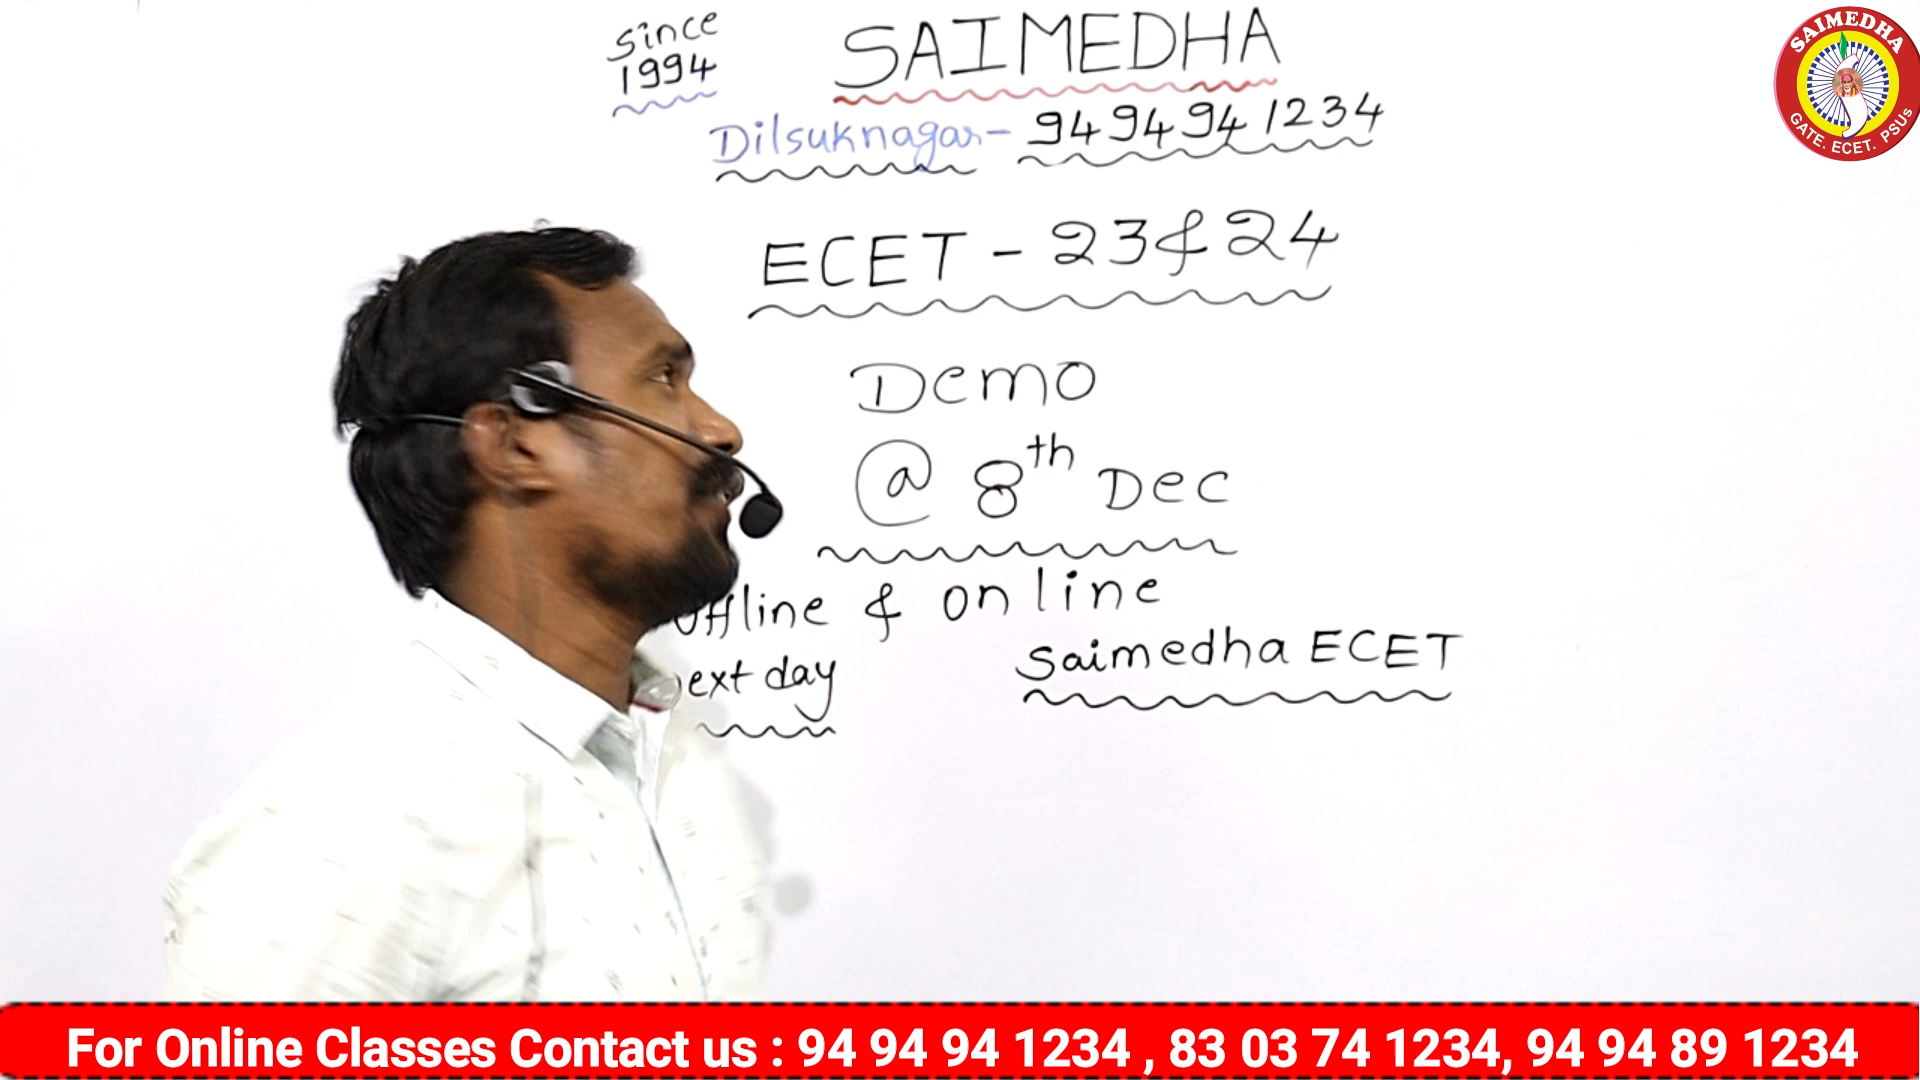 since
1994
SAIMEDHA
Dilsuknagar - 9494941234
ECET - 23 & 24
Demo
@ 8th Dec
offline & online
ext day
Saimedha ECET
SAIMEDHA
GATE. ECET. PSUs
For Online Classes Contact us : 94 94 94 1234 , 83 03 74 1234, 94 94 89 1234